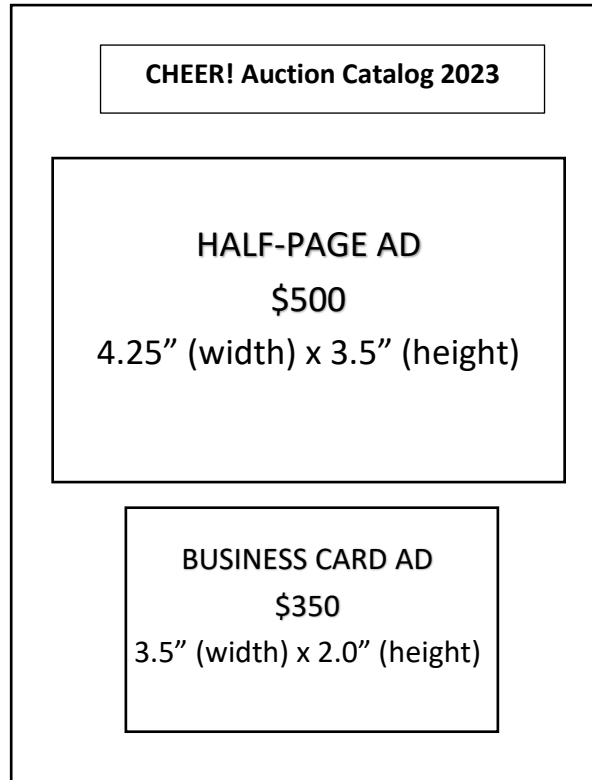 CHEER! Auction Catalog 2023
HALF-PAGE AD
$500
4.25” (width) x 3.5” (height)
BUSINESS CARD AD
$350
3.5” (width) x 2.0” (height)